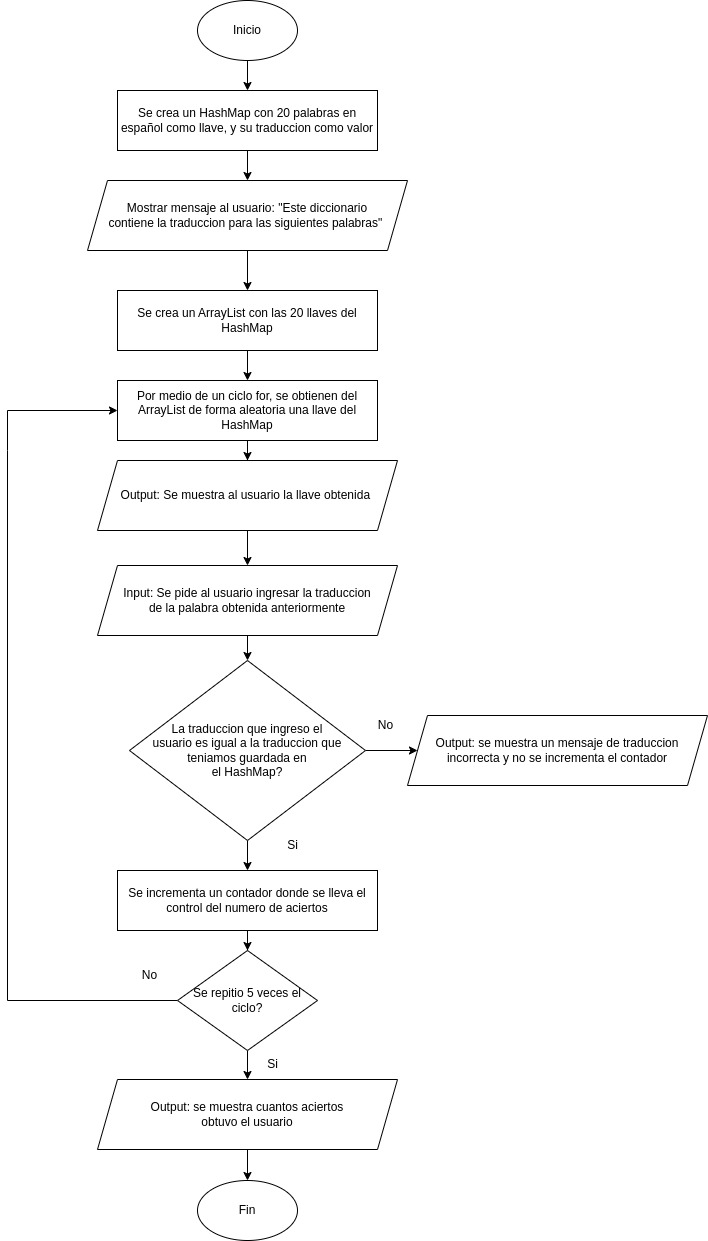 Inicio
Se crea un HashMap con 20 palabras en
español como llave, y su traduccion como valor
Mostrar mensaje al usuario: "Este diccionario
contiene la traduccion para las siguientes palabras"
Se crea un ArrayList con las 20 llaves del
HashMap
Por medio de un ciclo for, se obtienen del
ArrayList de forma aleatoria una llave del
HashMap
Output: Se muestra al usuario la llave obtenida
Input: Se pide al usuario ingresar la traduccion
de la palabra obtenida anteriormente
La traduccion que ingreso el
usuario es igual a la traduccion que
teniamos guardada en
el HashMap?
No
Output: se muestra un mensaje de traduccion
incorrecta y no se incrementa el contador
Si
Se incrementa un contador donde se lleva el
control del numero de aciertos
Se repitio 5 veces el
ciclo?
No
Si
Output: se muestra cuantos aciertos
obtuvo el usuario
Fin